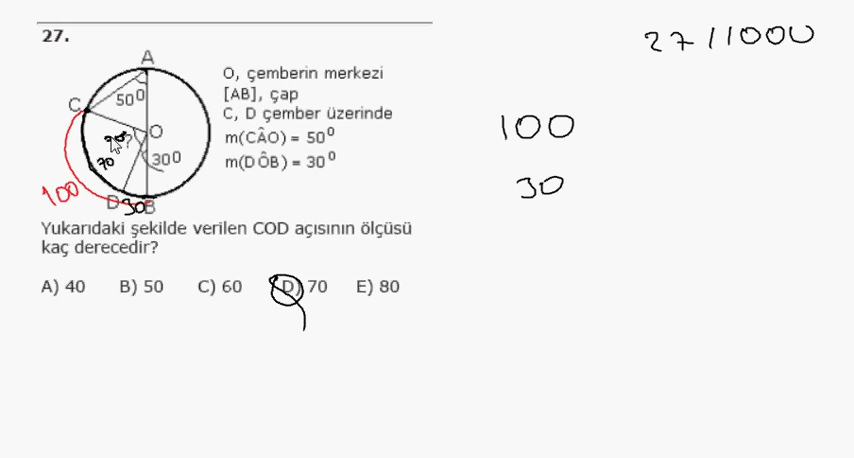 27.
27 / 1000
A
C
50⁰
O
?
70
30⁰
100
D
30
B
O, çemberin merkezi
[AB], çap
C, D çember üzerinde
m(CÂO) = 50⁰
m(DÔB) = 30⁰
100
30
Yukarıdaki şekilde verilen COD açısının ölçüsü
kaç derecedir?
A) 40 B) 50 C) 60 D) 70 E) 80